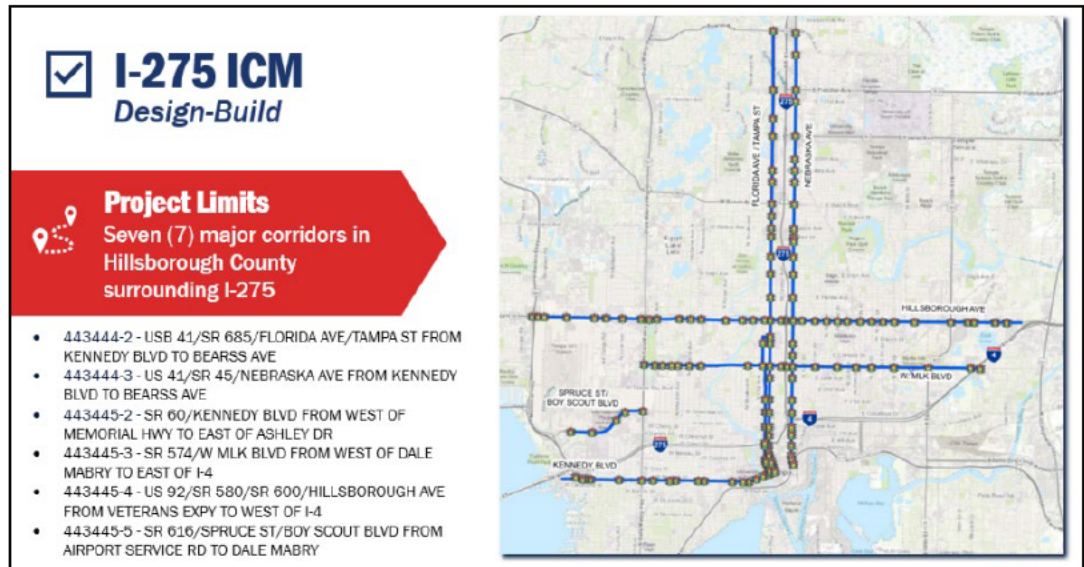 I-275 ICM
Design-Build
Project Limits
Seven (7) major corridors in
Hillsborough County
surrounding I-275
• 443444-2 - USB 41/SR 685/FLORIDA AVE/TAMPA ST FROM
KENNEDY BLVD TO BEARSS AVE
• 443444-3 - US 41/SR 45/NEBRASKA AVE FROM KENNEDY
BLVD TO BEARSS AVE
• 443445-2 - SR 60/KENNEDY BLVD FROM WEST OF
MEMORIAL HWY TO EAST OF ASHLEY DR
• 443445-3 - SR 574/W MLK BLVD FROM WEST OF DALE
MABRY TO EAST OF I-4
• 443445-4 - US 92/SR 580/SR 600/HILLSBOROUGH AVE
FROM VETERANS EXPY TO WEST OF I-4
• 443445-5 - SR 616/SPRUCE ST/BOY SCOUT BLVD FROM
AIRPORT SERVICE RD TO DALE MABRY
275
FLORIDA AVE / TAMPA ST
NEBRASKA AVE
275
HILLSBOROUGH AVE
4
W. MLK BLVD
SPRUCE ST/
BOY SCOUT BLVD
4
275
KENNEDY BLVD